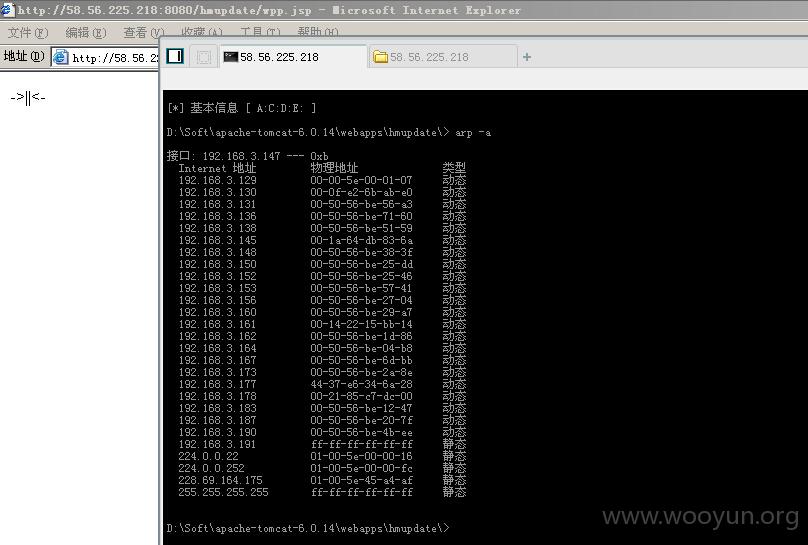 http://58.56.225.218:8080/hmupdate/wpp.jsp - Microsoft Internet Explorer
文件(F) 编辑(E) 查看(V) 收藏(A) 工具(T) 帮助(H)
地址(D) http://58.56.22
58.56.225.218
58.56.225.218
+
->||<-
[*] 基本信息 [ A:C:D:E: ]
D:\Soft\apache-tomcat-6.0.14\webapps\hmupdate\> arp -a
接口: 192.168.3.147 --- 0xb
Internet 地址 物理地址 类型
192.168.3.129 00-00-5e-00-01-07 动态
192.168.3.130 00-0f-e2-6b-ab-e0 动态
192.168.3.131 00-50-56-be-56-a3 动态
192.168.3.136 00-50-56-be-71-60 动态
192.168.3.138 00-50-56-be-51-59 动态
192.168.3.145 00-1a-64-db-83-6a 动态
192.168.3.148 00-50-56-be-38-3f 动态
192.168.3.150 00-50-56-be-25-dd 动态
192.168.3.152 00-50-56-be-25-46 动态
192.168.3.153 00-50-56-be-57-41 动态
192.168.3.156 00-50-56-be-27-04 动态
192.168.3.160 00-50-56-be-29-a7 动态
192.168.3.161 00-14-22-15-bb-14 动态
192.168.3.162 00-50-56-be-1d-86 动态
192.168.3.164 00-50-56-be-04-b8 动态
192.168.3.167 00-50-56-be-6d-bb 动态
192.168.3.173 00-50-56-be-2a-8e 动态
192.168.3.177 44-37-e6-34-6a-28 动态
192.168.3.178 00-21-85-c7-dc-00 动态
192.168.3.183 00-50-56-be-12-47 动态
192.168.3.187 00-50-56-be-20-7f 动态
192.168.3.190 00-50-56-be-4b-ee 动态
192.168.3.191 ff-ff-ff-ff-ff-ff 静态
224.0.0.22 01-00-5e-00-00-16 静态
224.0.0.252 01-00-5e-00-00-fc 静态
228.69.164.175 01-00-5e-45-a4-af 静态
255.255.255.255 ff-ff-ff-ff-ff-ff 静态
D:\Soft\apache-tomcat-6.0.14\webapps\hmupdate\>
www.wooyun.org